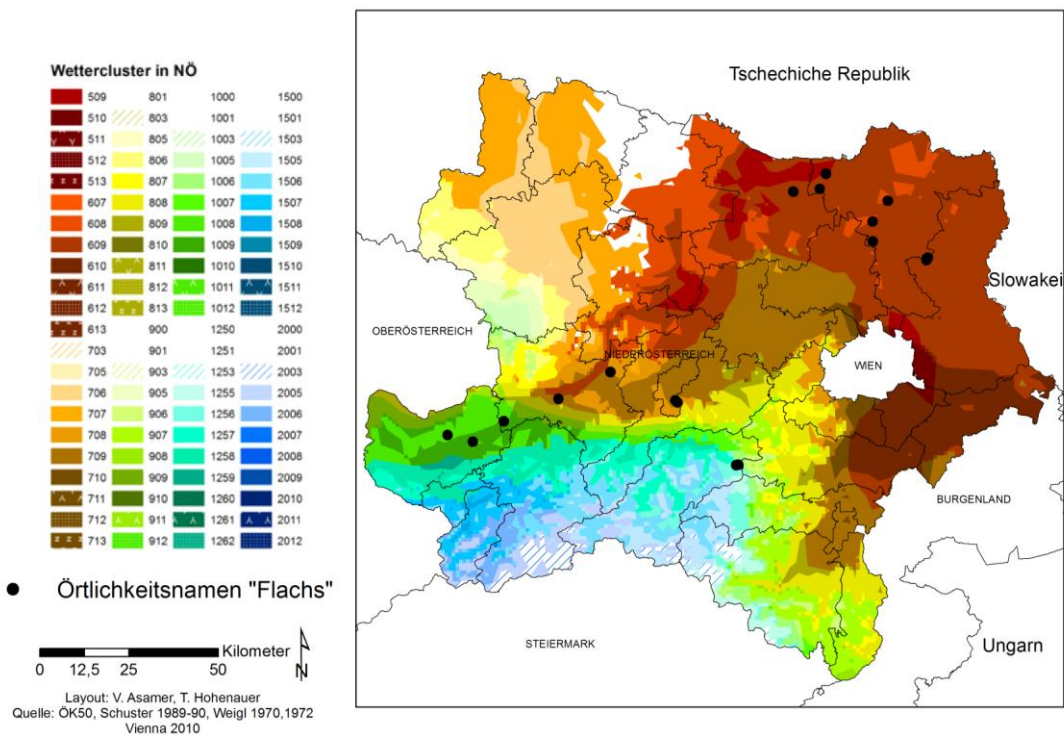 Wettercluster in NÖ
509 801 1000 1500
510 803 1001 1501
511 805 1003 1503
512 806 1005 1505
513 807 1006 1506
607 808 1007 1507
608 809 1008 1508
609 810 1009 1509
610 811 1010 1510
611 812 1011 1511
612 813 1012 1512
613 900 1250 2000
703 901 1251 2001
705 903 1253 2003
706 905 1255 2005
707 906 1256 2006
708 907 1257 2007
709 908 1258 2008
710 909 1259 2009
711 910 1260 2010
712 911 1261 2011
713 912 1262 2012
Örtlichkeitsnamen "Flachs"
Kilometer
0 12,5 25 50
N
Layout: V. Asamer, T. Hohenauer
Quelle: ÖK50, Schuster 1989-90, Weigl 1970,1972
Vienna 2010
Tschechiche Republik
Slowakei
OBERÖSTERREICH
NIEDERÖSTERREICH
WIEN
BURGENLAND
STEIERMARK
Ungarn